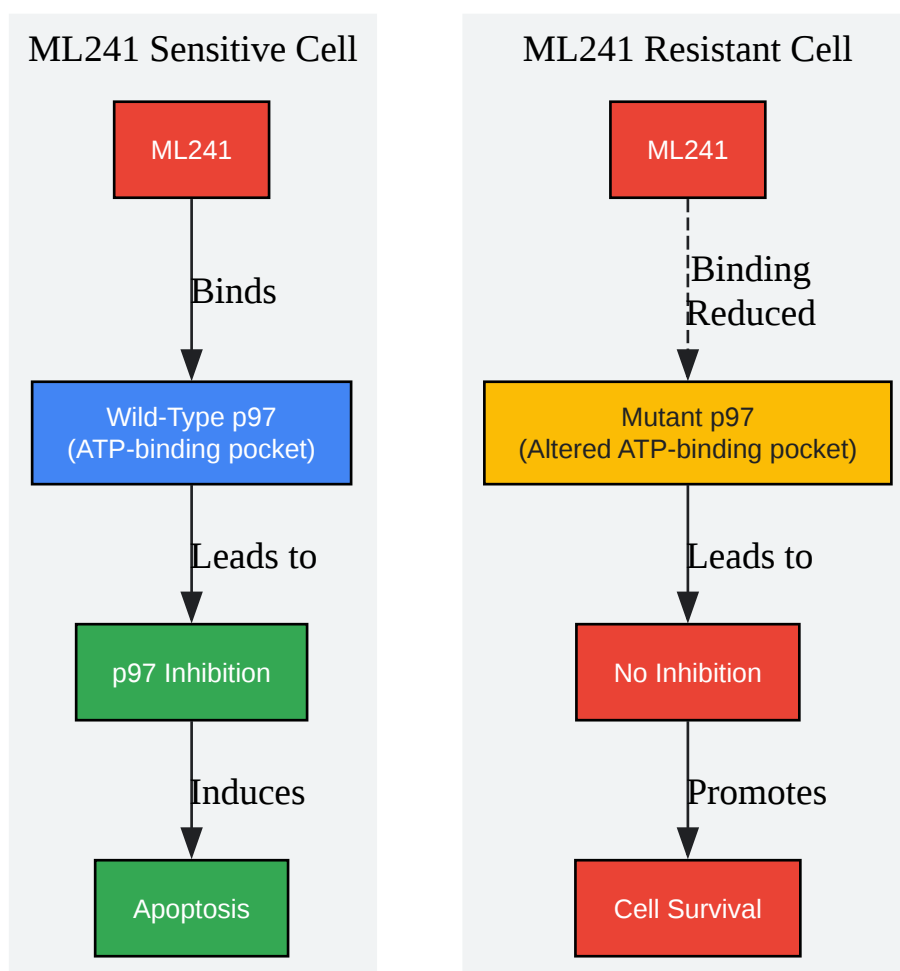 ML241 Sensitive Cell
ML241
Binds
Wild-Type p97
(ATP-binding pocket)
Leads to
p97 Inhibition
Induces
Apoptosis
ML241 Resistant Cell
ML241
Binding
Reduced
Mutant p97
(Altered ATP-binding pocket)
Leads to
No Inhibition
Promotes
Cell Survival